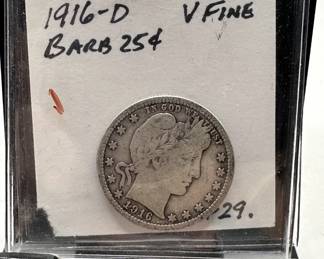 1916-D V FINE
BARB 25¢
IN GOD WE TRUST
1916
29.